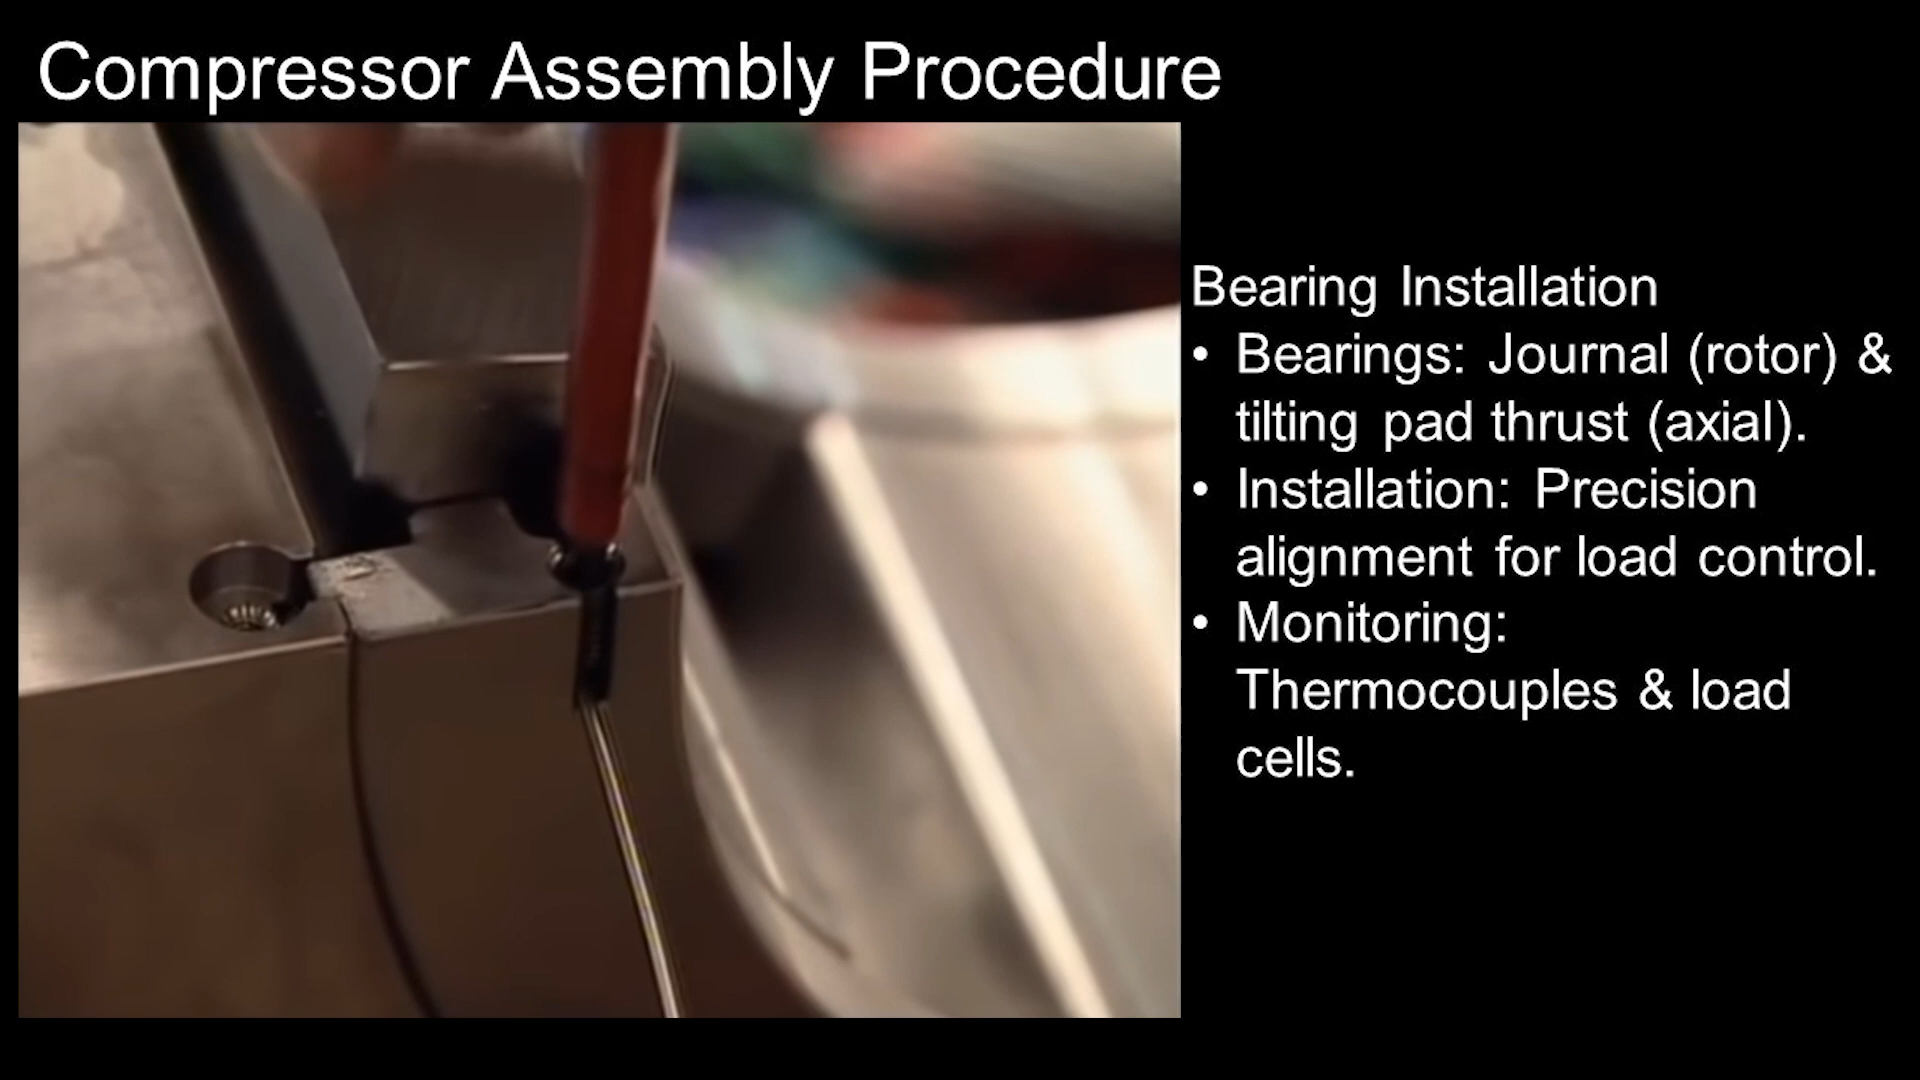 Compressor Assembly Procedure
Bearing Installation
• Bearings: Journal (rotor) &
tilting pad thrust (axial).
• Installation: Precision
alignment for load control.
• Monitoring:
Thermocouples & load
cells.